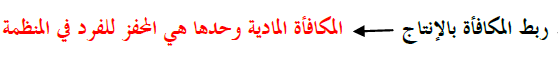 ربط المكافأة بالإنتاج ← المكافأة المادية وحدها هي المحفز للفرد في المنظمة